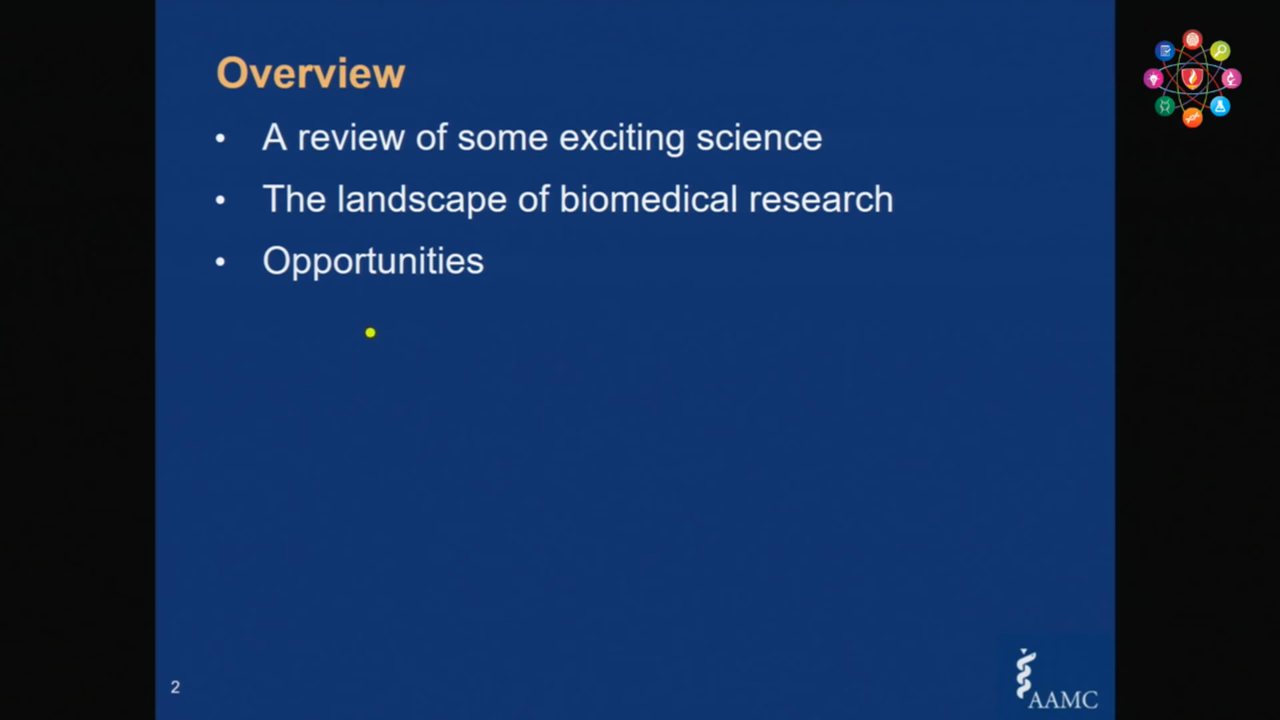 Overview
• A review of some exciting science
• The landscape of biomedical research
• Opportunities
2
AAMC